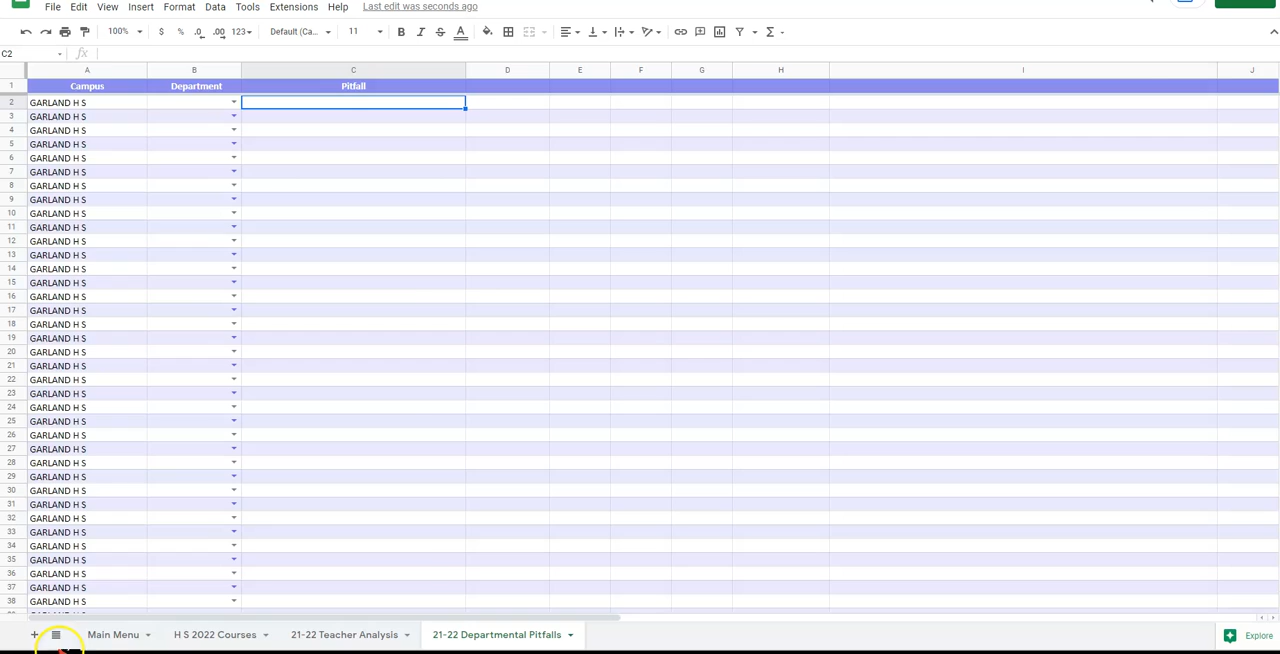 File Edit View Insert Format Data Tools Extensions Help Last edit was seconds ago
100% $ % .0 .00 123 Default (Ca... 11 B I S A Σ
C2 fx
A B C D E F G H I J
1 Campus Department Pitfall
2 GARLAND H S
3 GARLAND H S
4 GARLAND H S
5 GARLAND H S
6 GARLAND H S
7 GARLAND H S
8 GARLAND H S
9 GARLAND H S
10 GARLAND H S
11 GARLAND H S
12 GARLAND H S
13 GARLAND H S
14 GARLAND H S
15 GARLAND H S
16 GARLAND H S
17 GARLAND H S
18 GARLAND H S
19 GARLAND H S
20 GARLAND H S
21 GARLAND H S
22 GARLAND H S
23 GARLAND H S
24 GARLAND H S
25 GARLAND H S
26 GARLAND H S
27 GARLAND H S
28 GARLAND H S
29 GARLAND H S
30 GARLAND H S
31 GARLAND H S
32 GARLAND H S
33 GARLAND H S
34 GARLAND H S
35 GARLAND H S
36 GARLAND H S
37 GARLAND H S
38 GARLAND H S
Main Menu H S 2022 Courses 21-22 Teacher Analysis 21-22 Departmental Pitfalls Explore